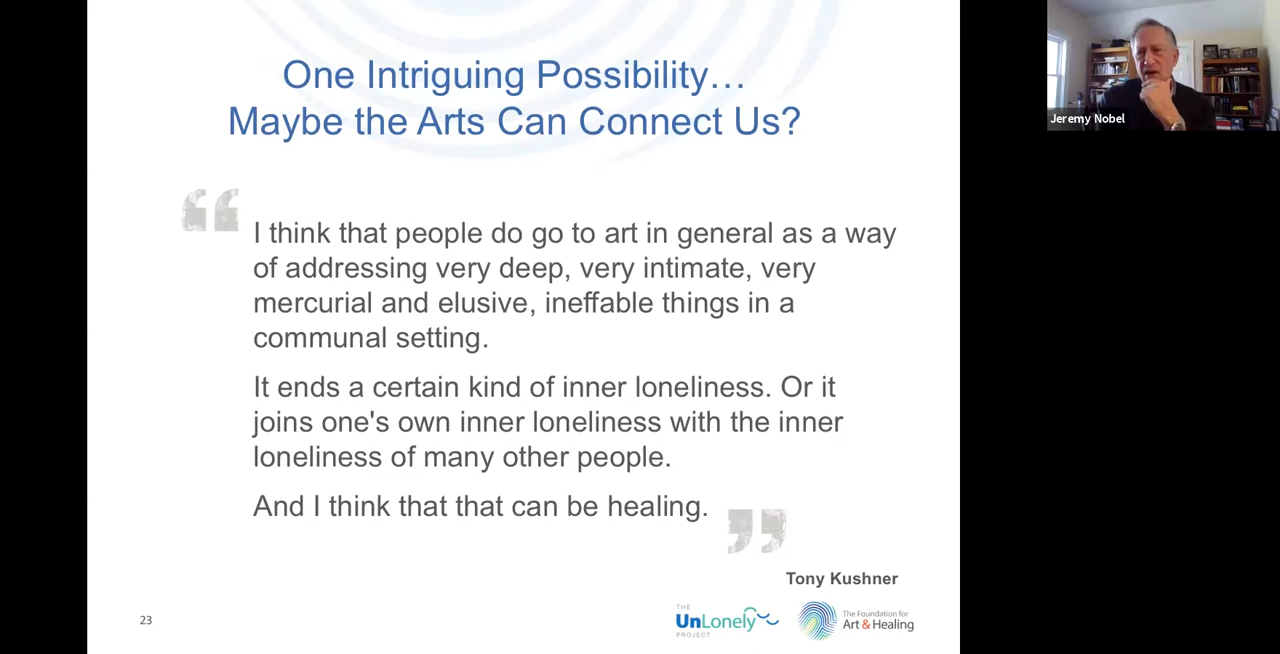 One Intriguing Possibility…
Maybe the Arts Can Connect Us?
“
I think that people do go to art in general as a way
of addressing very deep, very intimate, very
mercurial and elusive, ineffable things in a
communal setting.
It ends a certain kind of inner loneliness. Or it
joins one's own inner loneliness with the inner
loneliness of many other people.
And I think that that can be healing.
”
Tony Kushner
23
THE
UnLonely
PROJECT
The Foundation for
Art & Healing
Jeremy Nobel